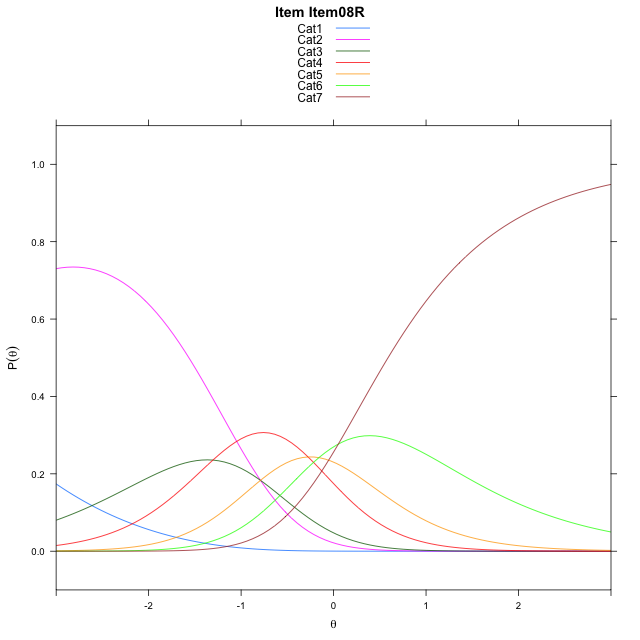 Item Item08R
Cat1
Cat2
Cat3
Cat4
Cat5
Cat6
Cat7
1.0
0.8
0.6
0.4
0.2
0.0
P(θ)
-2 -1 0 1 2
θ